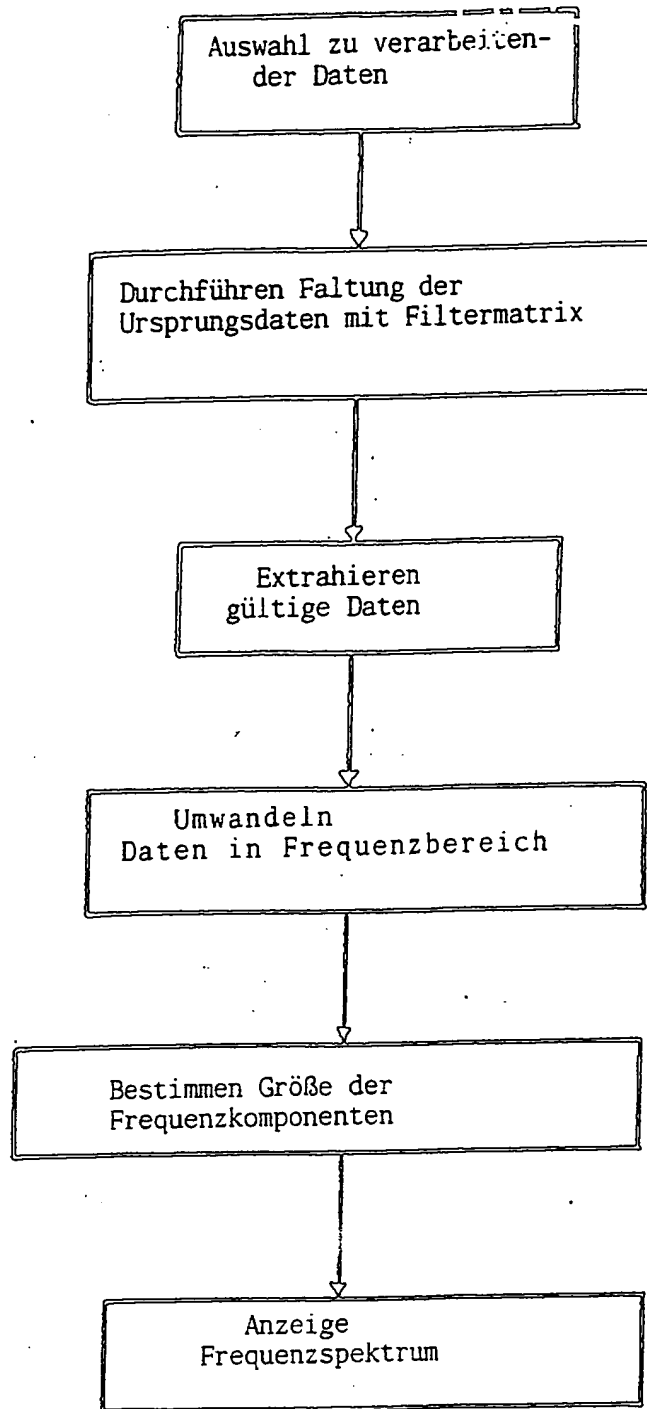 Auswahl zu verarbeiten-
der Daten
Durchführen Faltung der
Ursprungsdaten mit Filtermatrix
Extrahieren
gültige Daten
Umwandeln
Daten in Frequenzbereich
Bestimmen Größe der
Frequenzkomponenten
Anzeige
Frequenzspektrum